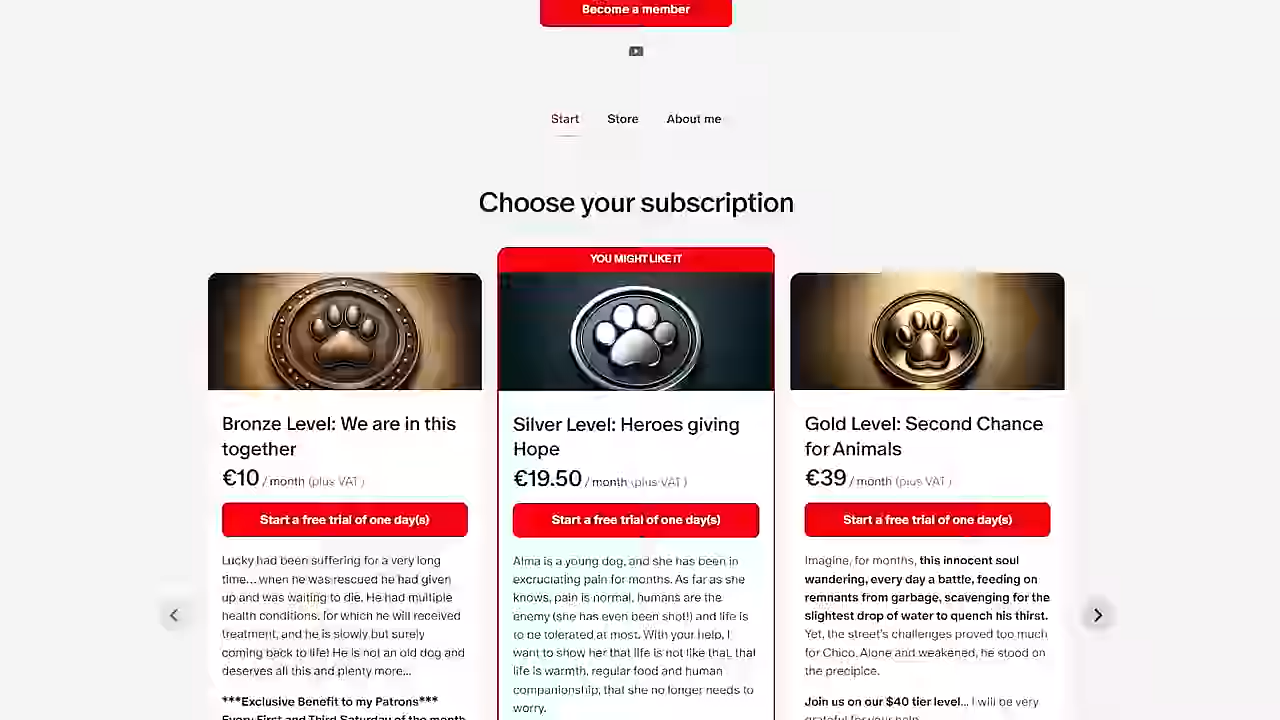 Become a member
Start Store About me
Choose your subscription
YOU MIGHT LIKE IT
Bronze Level: We are in this
together
€10 / month (plus VAT )
Start a free trial of one day(s)
Lucky had been suffering for a very long
time... when he was rescued he had given
up and was waiting to die. He had multiple
health conditions. for which he will received
treatment, and he is slowly but surely
coming back to life! He is not an old dog and
deserves all this and plenty more...
***Exclusive Benefit to my Patrons***
Every First and Third Saturday of the month
Silver Level: Heroes giving
Hope
€19.50 / month (plus VAT )
Start a free trial of one day(s)
Alma is a young dog, and she has been in
excruciating pain for months. As far as she
knows, pain is normal, humans are the
enemy (she has even been shot!) and life is
to be tolerated at most. With your help, I
want to show her that life is not like that, that
life is warmth, regular food and human
companionship, that she no longer needs to
worry.
Gold Level: Second Chance
for Animals
€39 / month (plus VAT )
Start a free trial of one day(s)
Imagine, for months, this innocent soul
wandering, every day a battle, feeding on
remnants from garbage, scavenging for the
slightest drop of water to quench his thirst.
Yet, the street's challenges proved too much
for Chico. Alone and weakened, he stood on
the precipice.
Join us on our $40 tier level... I will be very
grateful for your help